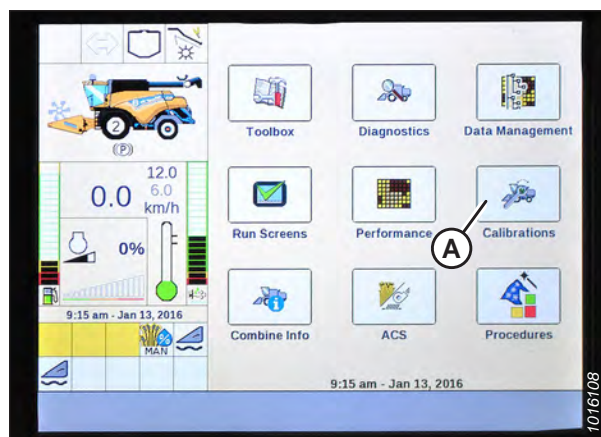 2
(P)
12.0
0.0
6.0
km/h
0%
9:15 am - Jan 13, 2016
MAN
Toolbox
Diagnostics
Data Management
Run Screens
Performance
Calibrations
A
Combine Info
ACS
Procedures
9:15 am - Jan 13, 2016
1016108